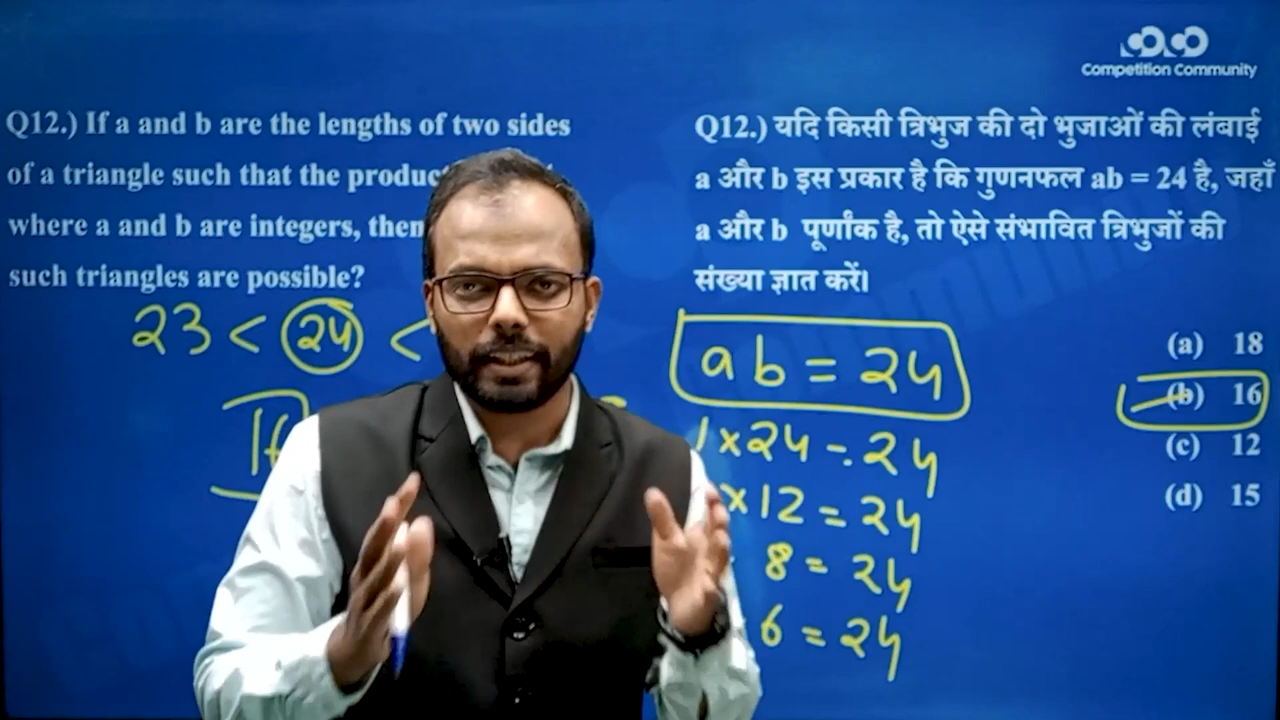 Competition Community
Q12.) If a and b are the lengths of two sides
of a triangle such that the
where a and b are integers, then
such triangles are possible?
23 < 24 <
Q12.) यदि किसी त्रिभुज की दो भुजाओं की लंबाई
a और b इस प्रकार है कि गुणनफल ab = 24 है, जहाँ
a और b पूर्णांक है, तो ऐसे संभावित त्रिभुजों की
संख्या ज्ञात करें।
ab = 24
1 × 24 = 24
× 12 = 24
8 = 24
6 = 24
(a) 18
(b) 16
(c) 12
(d) 15